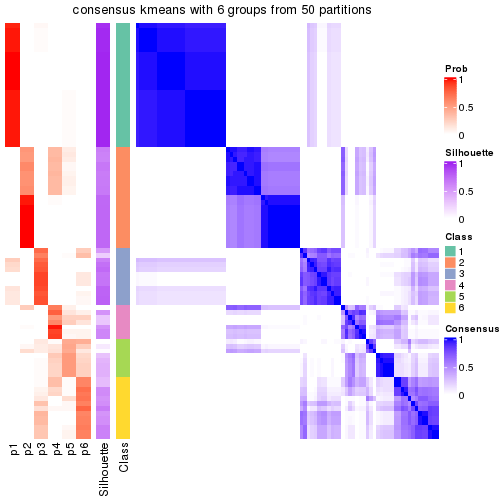 consensus kmeans with 6 groups from 50 partitions
Prob
1
0.5
0
Silhouette
1
0.5
0
Class
1
2
3
4
5
6
Consensus
1
0.5
0
p1
p2
p3
p4
p5
p6
Silhouette
Class